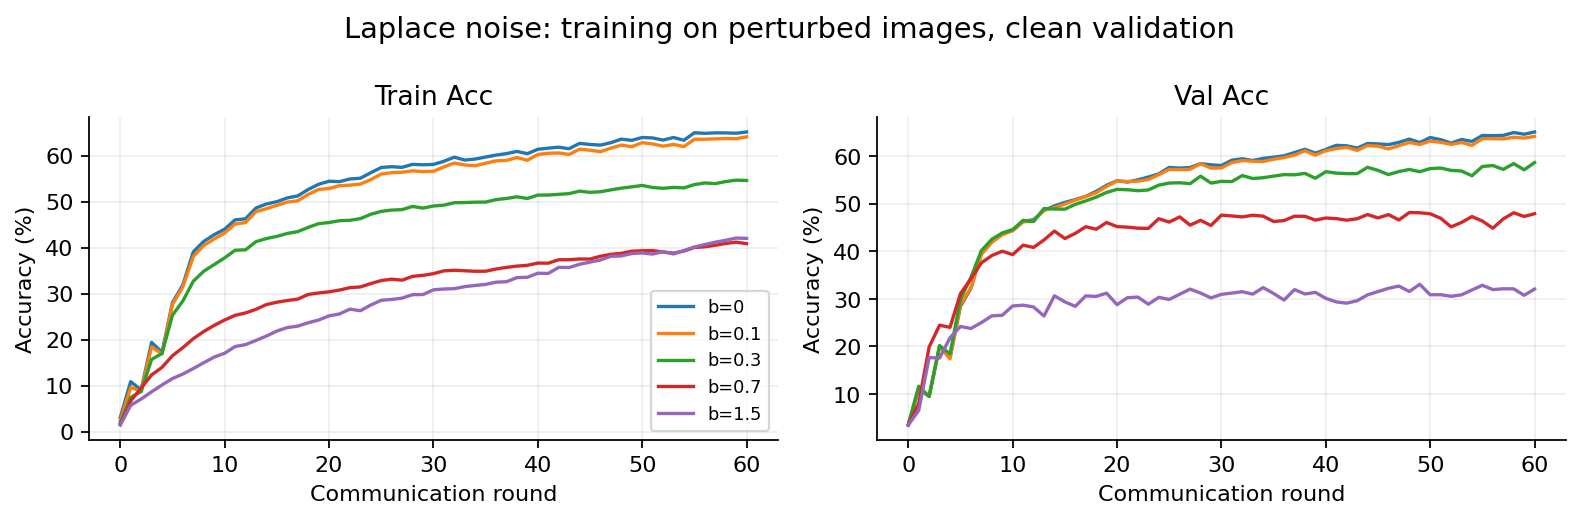 Laplace noise: training on perturbed images, clean validation
Train Acc
Accuracy (%)
60
50
40
30
20
10
0
b=0
b=0.1
b=0.3
b=0.7
b=1.5
0 10 20 30 40 50 60
Communication round
Val Acc
Accuracy (%)
60
50
40
30
20
10
0 10 20 30 40 50 60
Communication round